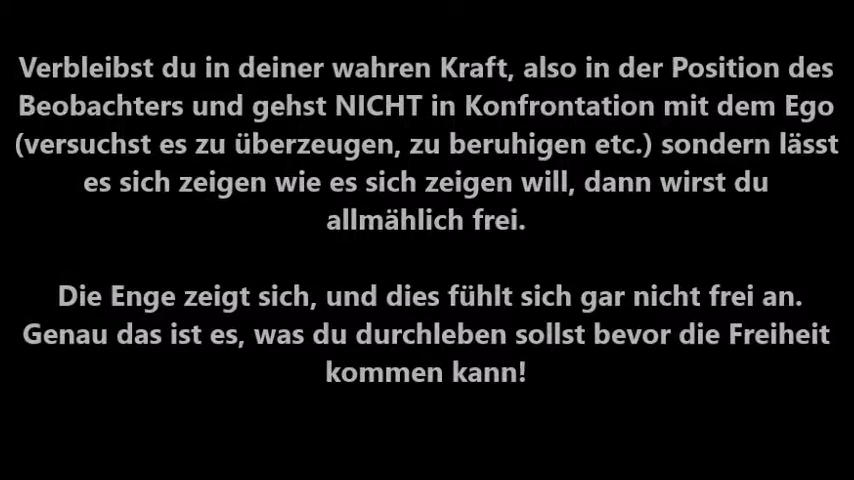 Verbleibst du in deiner wahren Kraft, also in der Position des
Beobachters und gehst NICHT in Konfrontation mit dem Ego
(versuchst es zu überzeugen, zu beruhigen etc.) sondern lässt
es sich zeigen wie es sich zeigen will, dann wirst du
allmählich frei.
Die Enge zeigt sich, und dies fühlt sich gar nicht frei an.
Genau das ist es, was du durchleben sollst bevor die Freiheit
kommen kann!